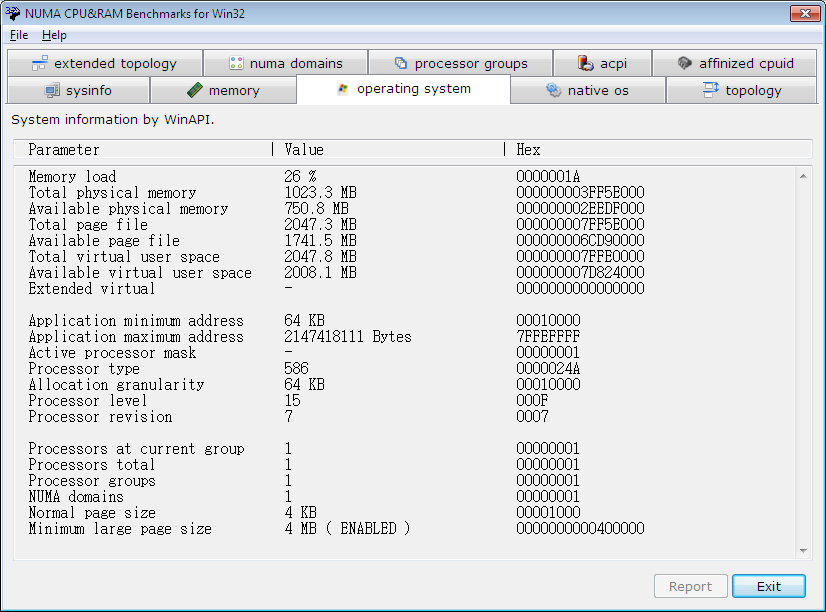 NUMA CPU&RAM Benchmarks for Win32
File Help
extended topology numa domains processor groups acpi affinized cpuid
sysinfo memory operating system native os topology
System information by WinAPI.
Parameter | Value | Hex
Memory load 26 % 0000001A
Total physical memory 1023.3 MB 000000003FF5E000
Available physical memory 750.8 MB 000000002EEDF000
Total page file 2047.3 MB 000000007FF5E000
Available page file 1741.5 MB 000000006CD90000
Total virtual user space 2047.8 MB 000000007FFE0000
Available virtual user space 2008.1 MB 000000007D824000
Extended virtual - 0000000000000000
Application minimum address 64 KB 00010000
Application maximum address 2147418111 Bytes 7FFEFFFF
Active processor mask - 00000001
Processor type 586 0000024A
Allocation granularity 64 KB 00010000
Processor level 15 000F
Processor revision 7 0007
Processors at current group 1 00000001
Processors total 1 00000001
Processor groups 1 00000001
NUMA domains 1 00000001
Normal page size 4 KB 00001000
Minimum large page size 4 MB ( ENABLED ) 0000000000400000
Report Exit